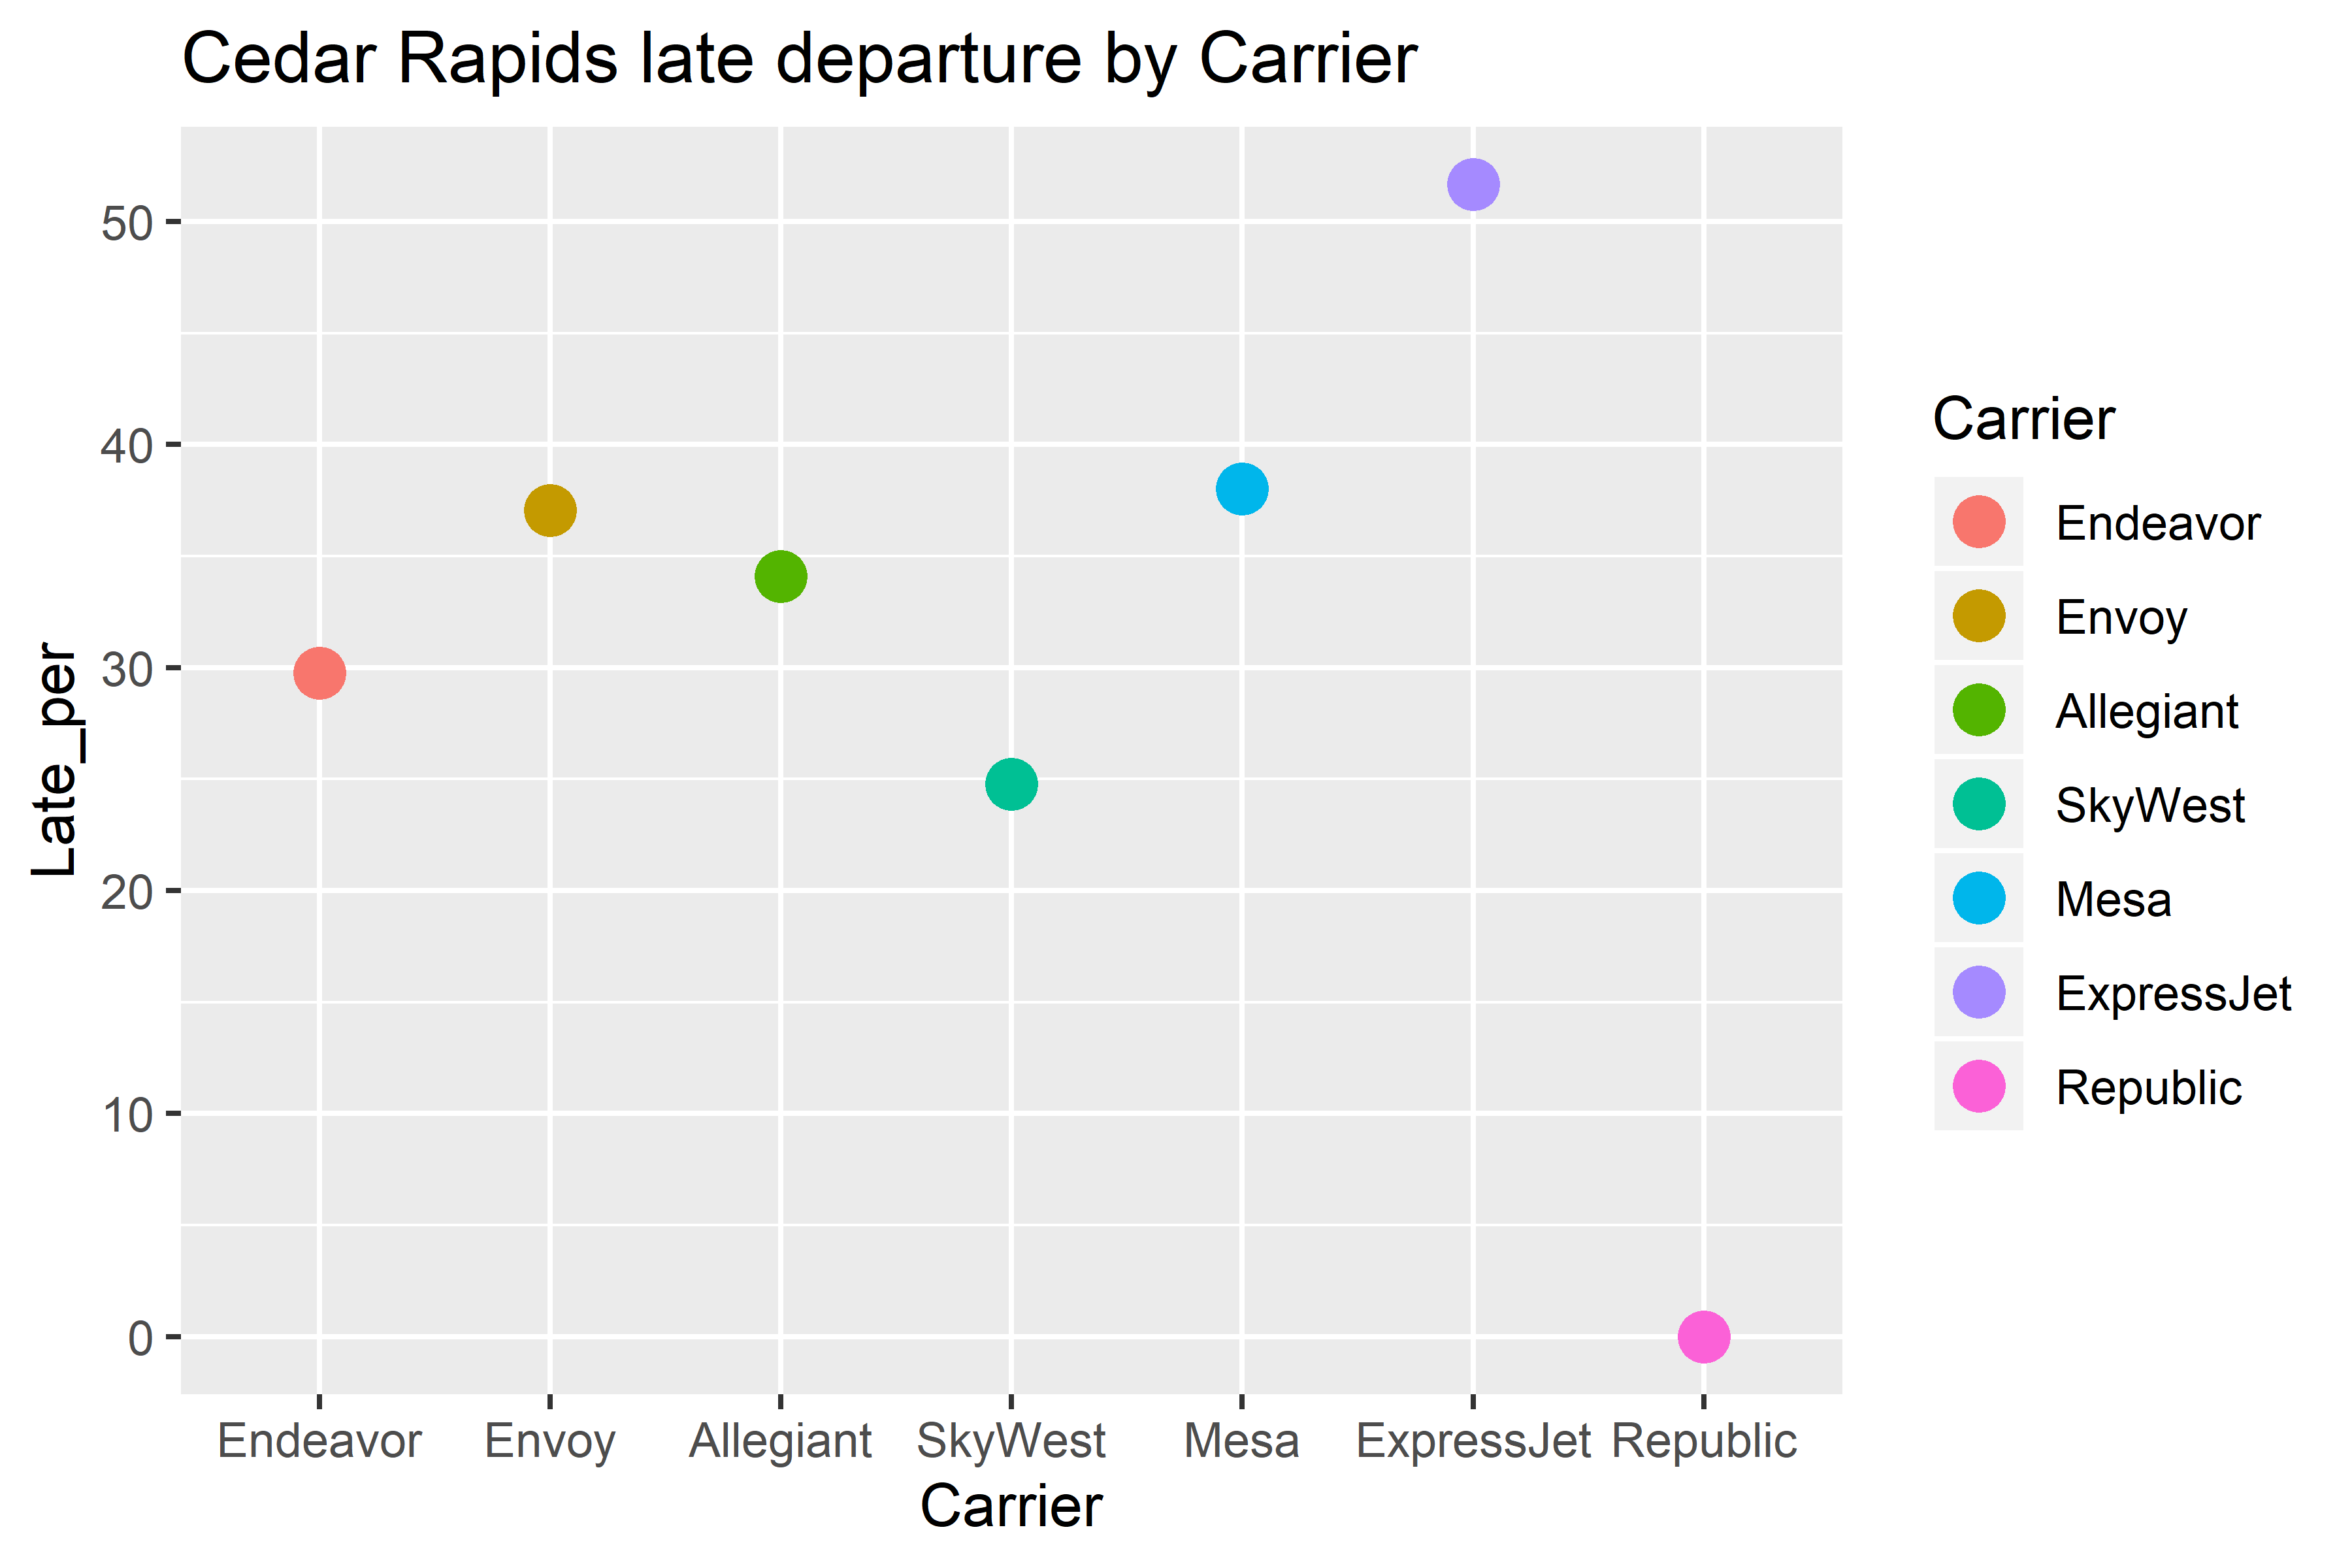 Cedar Rapids late departure by Carrier
Late_per
50
40
30
20
10
0
Endeavor Envoy Allegiant SkyWest Mesa ExpressJet Republic
Carrier
Carrier
Endeavor
Envoy
Allegiant
SkyWest
Mesa
ExpressJet
Republic